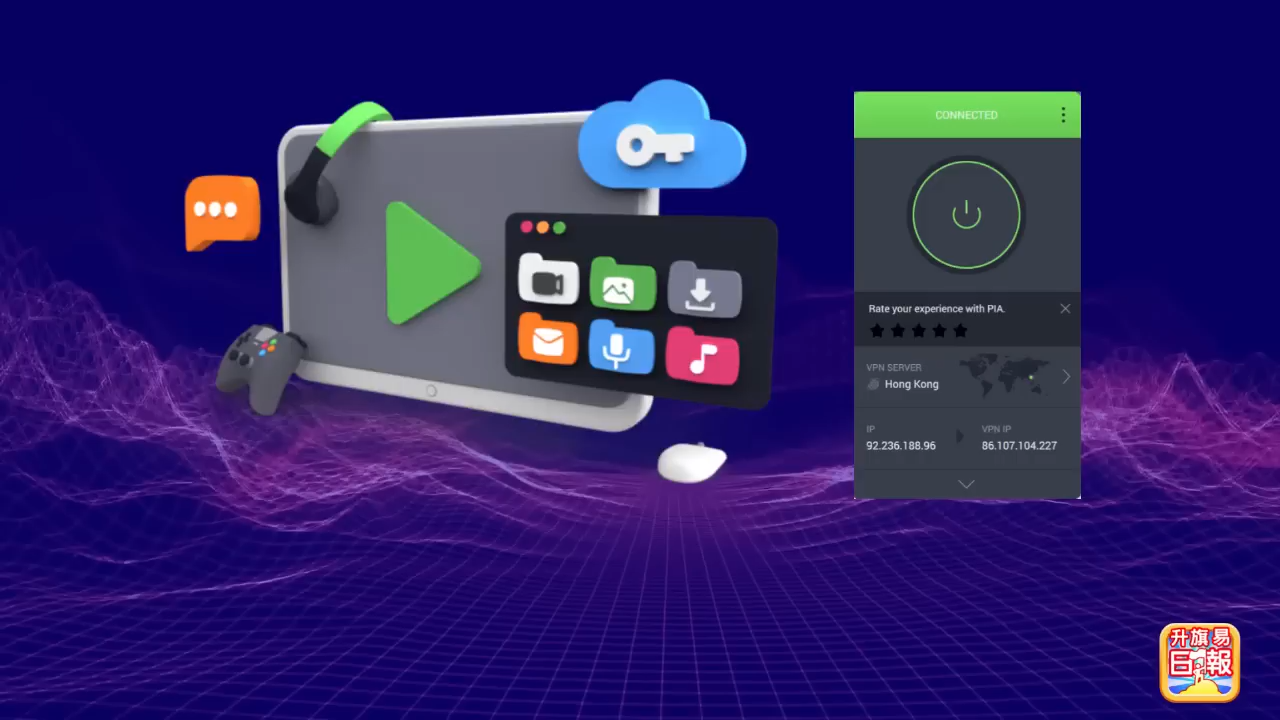 CONNECTED
Rate your experience with PIA.
VPN SERVER
Hong Kong
IP
92.236.188.96
VPN IP
86.107.104.227
升旗易
日報